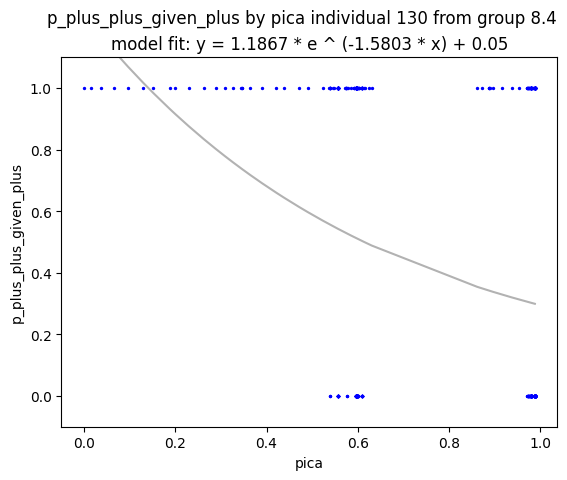 p_plus_plus_given_plus by pica individual 130 from group 8.4
model fit: y = 1.1867 * e ^ (-1.5803 * x) + 0.05
1.0
0.8
0.6
0.4
0.2
0.0
p_plus_plus_given_plus
0.0 0.2 0.4 0.6 0.8 1.0
pica